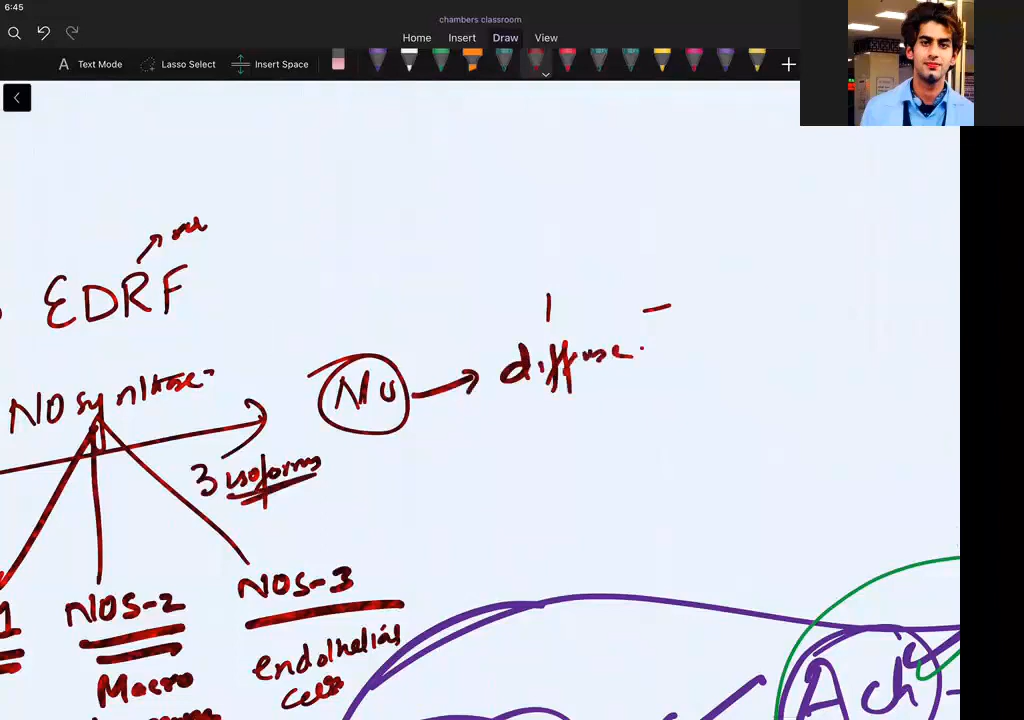 6:45
chambers classroom
Home Insert Draw View
Text Mode Lasso Select Insert Space
EDRF
NO synthase
NO → diffuse
3 isoforms
1 NOS-2 NOS-3
Macro endothelial
cells
Ach